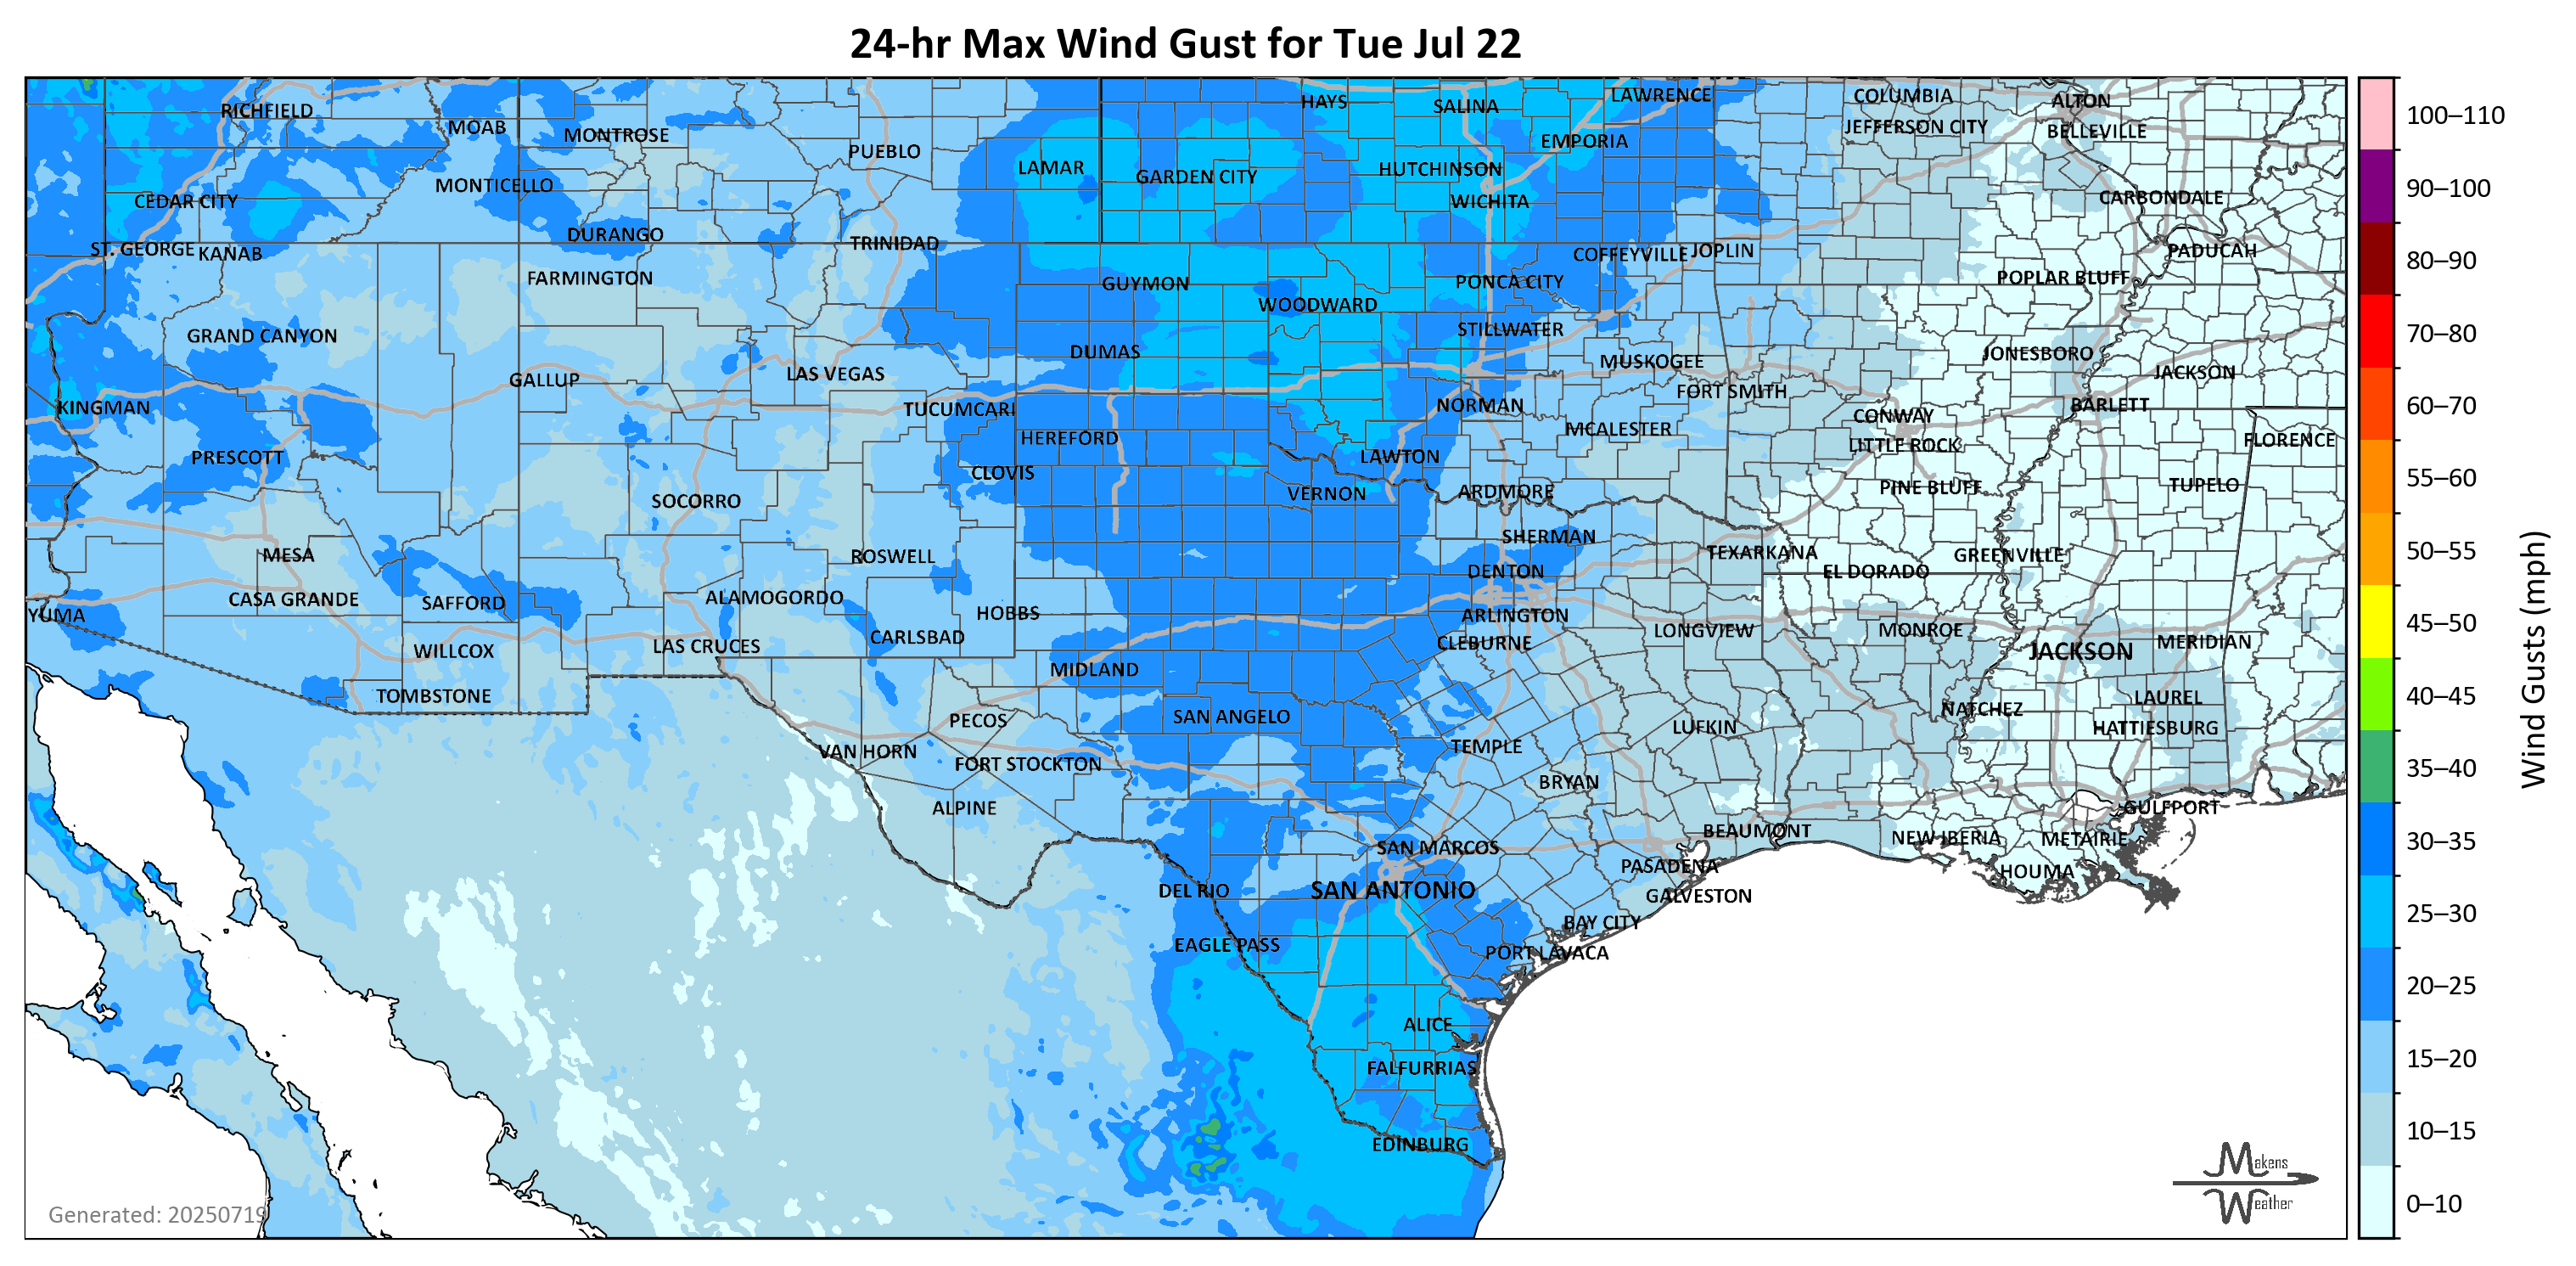 24-hr Max Wind Gust for Tue Jul 22
RICHFIELD
MOAB
MONTROSE
PUEBLO
LAMAR
HAYS
SALINA
LAWRENCE
COLUMBIA
ALTON
JEFFERSON CITY
BELLEVILLE
EMPORIA
GARDEN CITY
HUTCHINSON
MONTICELLO
CEDAR CITY
WICHITA
CARBONDALE
DURANGO
TRINIDAD
ST. GEORGE
KANAB
COFFEYVILLE
JOPLIN
PADUCAH
FARMINGTON
GUYMON
PONCA CITY
POPLAR BLUFF
WOODWARD
GRAND CANYON
STILLWATER
DUMAS
MUSKOGEE
JONESBORO
GALLUP
LAS VEGAS
FORT SMITH
JACKSON
KINGMAN
TUCUMCARI
NORMAN
CONWAY
BARLETT
HEREFORD
MCALESTER
LITTLE ROCK
FLORENCE
PRESCOTT
CLOVIS
LAWTON
SOCORRO
VERNON
ARDMORE
PINE BLUFF
TUPELO
MESA
ROSWELL
SHERMAN
TEXARKANA
GREENVILLE
DENTON
EL DORADO
CASA GRANDE
SAFFORD
ALAMOGORDO
HOBBS
YUMA
ARLINGTON
LAS CRUCES
CARLSBAD
CLEBURNE
LONGVIEW
MONROE
JACKSON
MERIDIAN
WILLCOX
MIDLAND
TOMBSTONE
LAUREL
PECOS
SAN ANGELO
NATCHEZ
LUFKIN
HATTIESBURG
VAN HORN
FORT STOCKTON
TEMPLE
BRYAN
ALPINE
GULFPORT
SAN MARCOS
BEAUMONT
NEW IBERIA
METAIRIE
DEL RIO
SAN ANTONIO
PASADENA
HOUMA
GALVESTON
EAGLE PASS
BAY CITY
PORT LAVACA
ALICE
FALFURRIAS
EDINBURG
Generated: 20250719
Makens
Weather
100–110
90–100
80–90
70–80
60–70
55–60
50–55
45–50
40–45
35–40
30–35
25–30
20–25
15–20
10–15
0–10
Wind Gusts (mph)